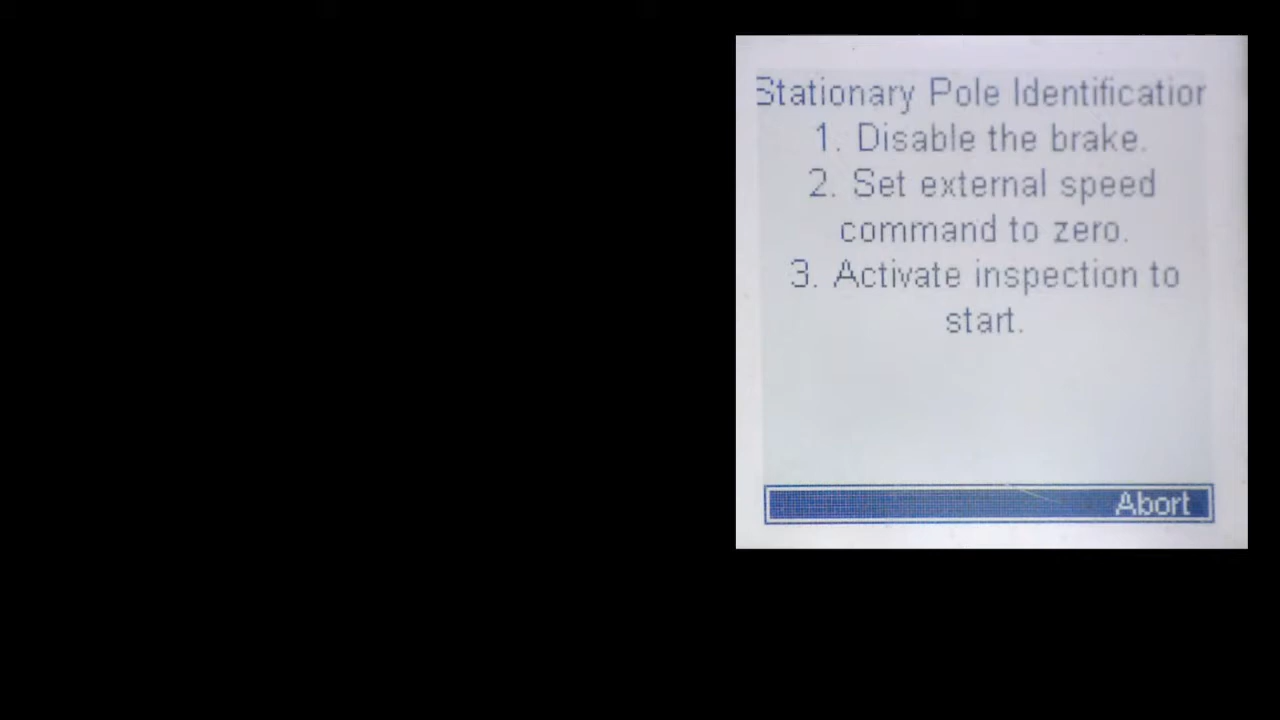 Stationary Pole Identification
1. Disable the brake.
2. Set external speed
command to zero.
3. Activate inspection to
start.
Abort